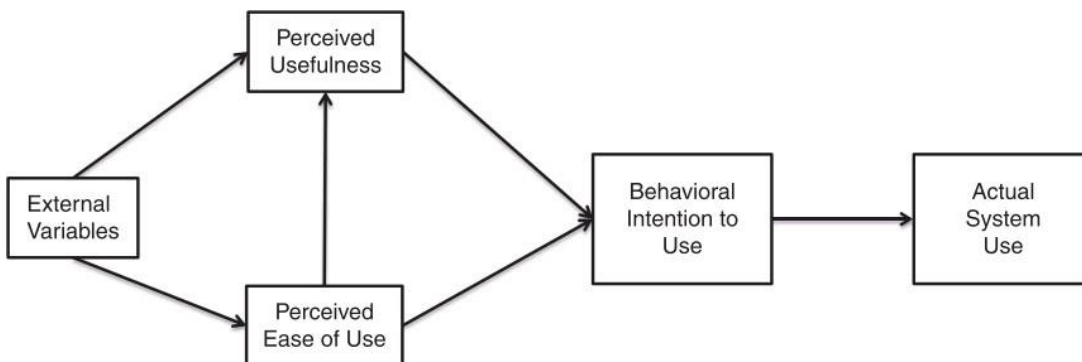 Perceived
Usefulness
External
Variables
Perceived
Ease of Use
Behavioral
Intention to
Use
Actual
System
Use